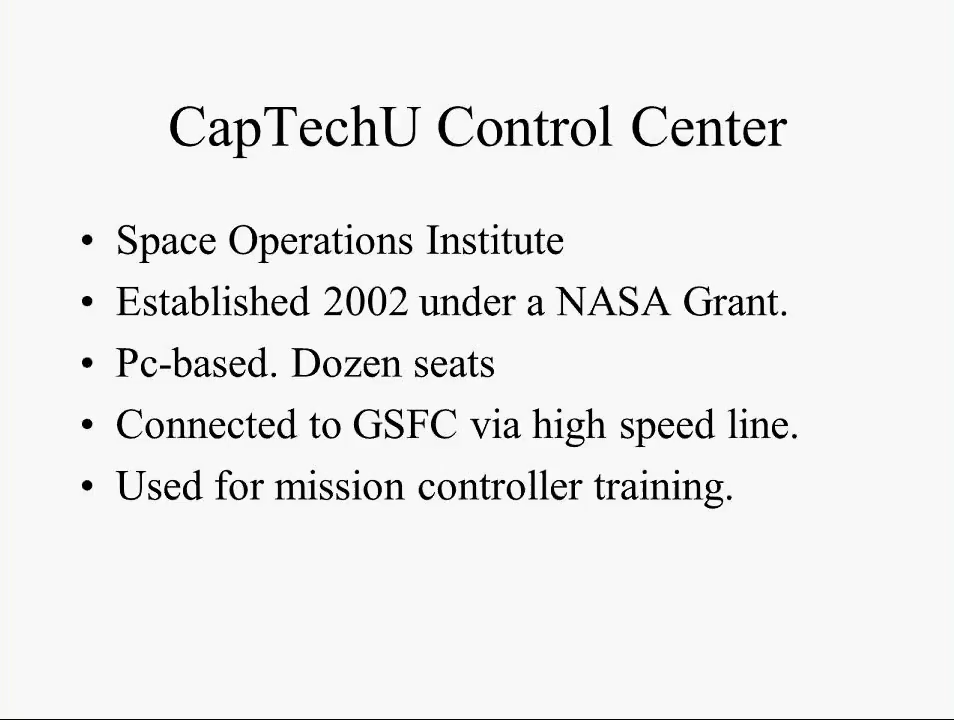 CapTechU Control Center
• Space Operations Institute
• Established 2002 under a NASA Grant.
• Pc-based. Dozen seats
• Connected to GSFC via high speed line.
• Used for mission controller training.